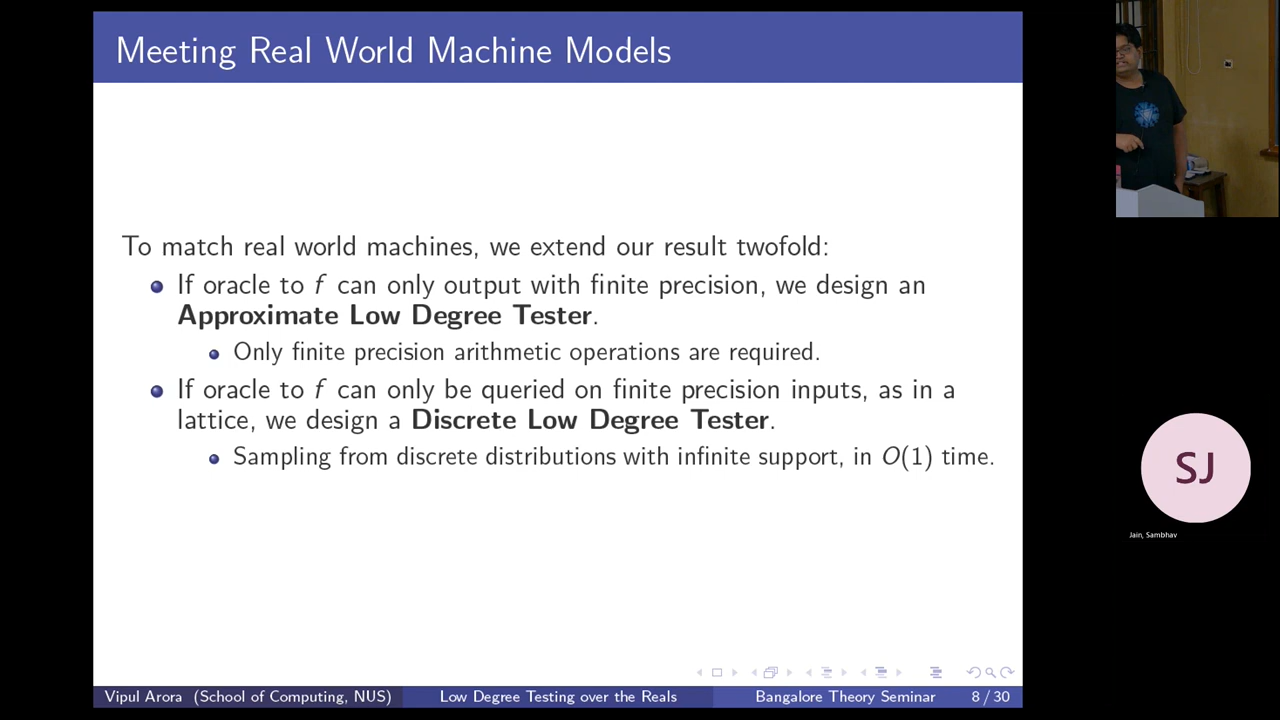 Meeting Real World Machine Models
To match real world machines, we extend our result twofold:
If oracle to f can only output with finite precision, we design an
Approximate Low Degree Tester.
Only finite precision arithmetic operations are required.
If oracle to f can only be queried on finite precision inputs, as in a
lattice, we design a Discrete Low Degree Tester.
Sampling from discrete distributions with infinite support, in O(1) time.
SJ
Jain, Sambhav
Vipul Arora (School of Computing, NUS) Low Degree Testing over the Reals Bangalore Theory Seminar 8 / 30